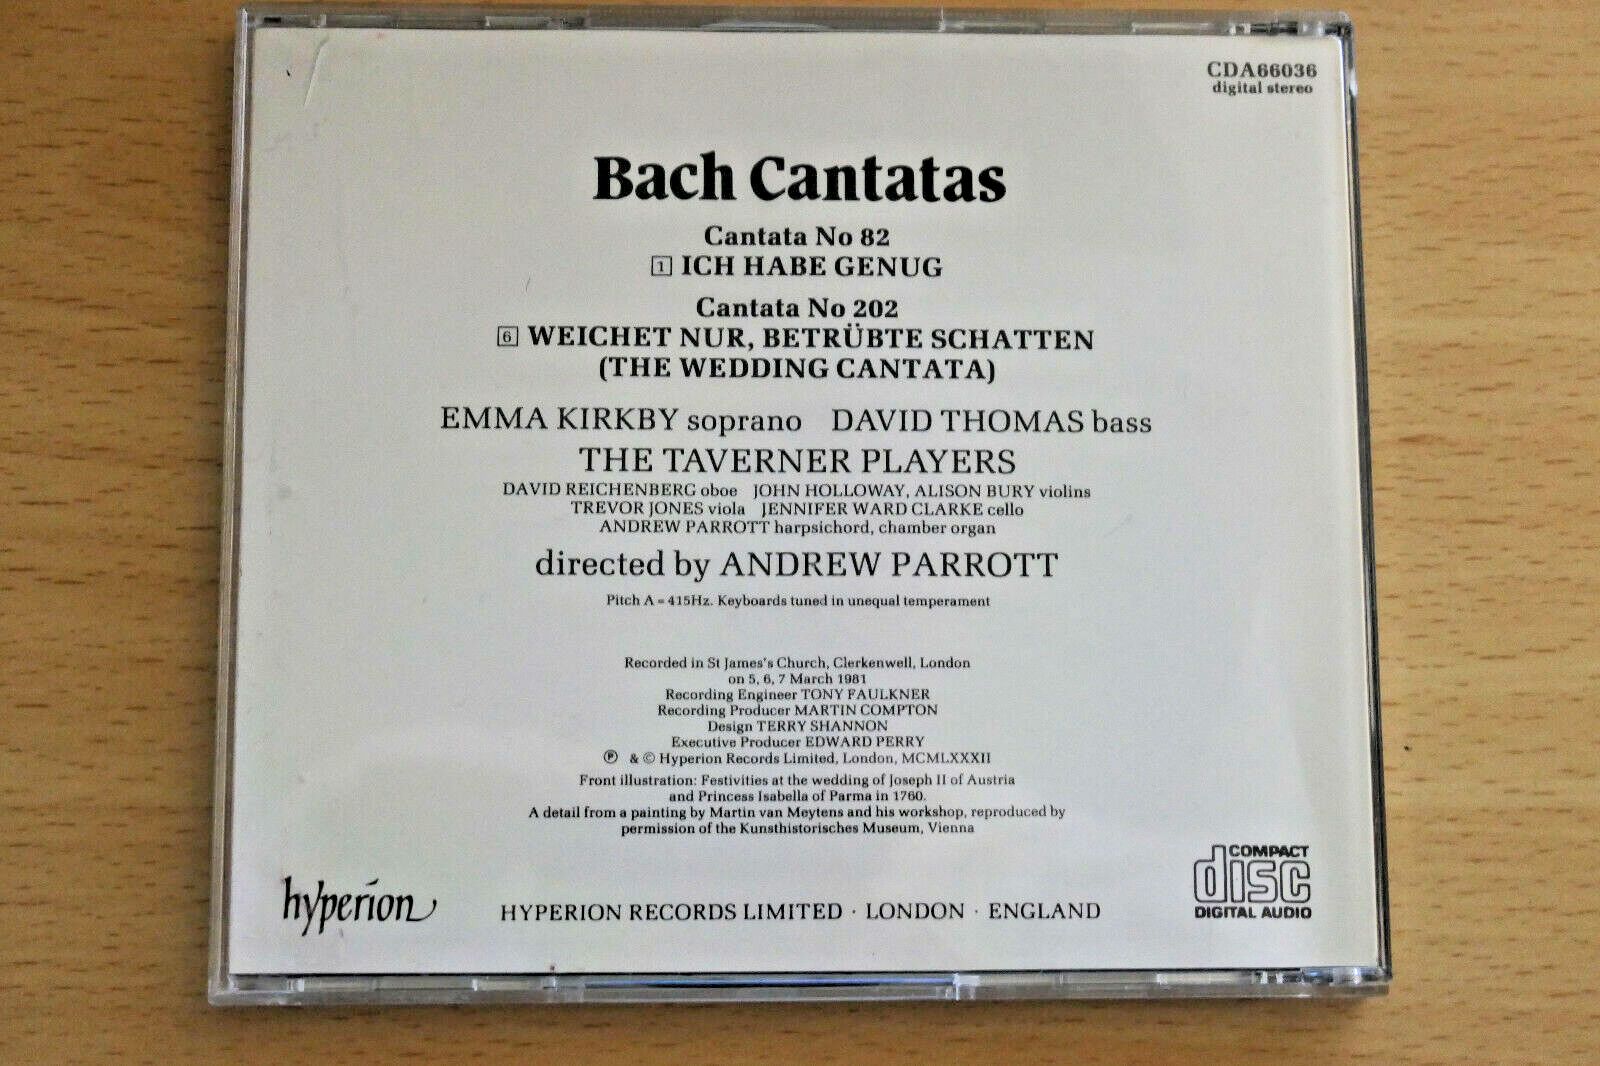 CDA66036
digital stereo
Bach Cantatas
Cantata No 82
1 ICH HABE GENUG
Cantata No 202
6 WEICHET NUR, BETRÜBTE SCHATTEN
(THE WEDDING CANTATA)
EMMA KIRKBY soprano DAVID THOMAS bass
THE TAVERNER PLAYERS
DAVID REICHENBERG oboe JOHN HOLLOWAY, ALISON BURY violins
TREVOR JONES viola JENNIFER WARD CLARKE cello
ANDREW PARROTT harpsichord, chamber organ
directed by ANDREW PARROTT
Pitch A = 415Hz. Keyboards tuned in unequal temperament
Recorded in St James's Church, Clerkenwell, London
on 5, 6, 7 March 1981
Recording Engineer TONY FAULKNER
Recording Producer MARTIN COMPTON
Design TERRY SHANNON
Executive Producer EDWARD PERRY
℗ & © Hyperion Records Limited, London, MCMLXXXII
Front illustration: Festivities at the wedding of Joseph II of Austria
and Princess Isabella of Parma in 1760.
A detail from a painting by Martin van Meytens and his workshop, reproduced by
permission of the Kunsthistorisches Museum, Vienna
hyperion
HYPERION RECORDS LIMITED · LONDON · ENGLAND
COMPACT
disc
DIGITAL AUDIO